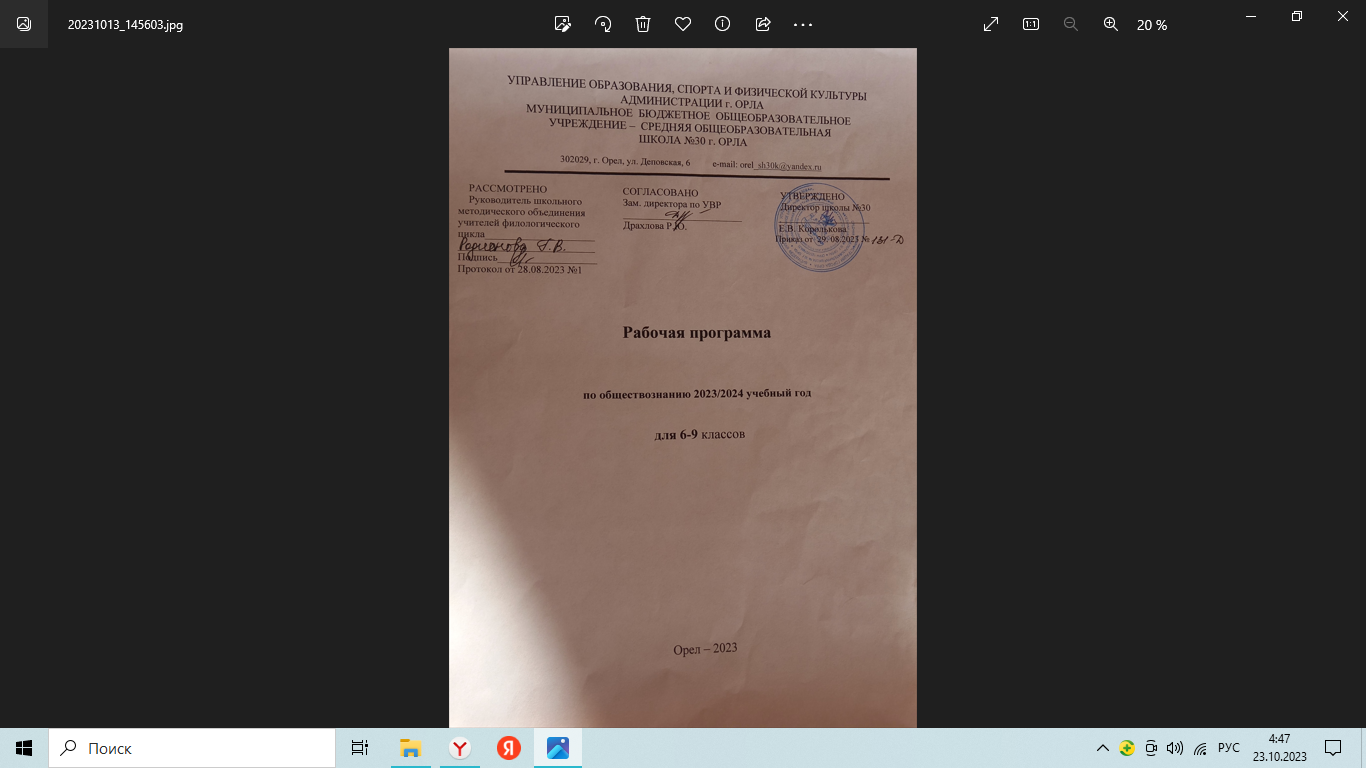 20231013_145603.jpg
20 %
УПРАВЛЕНИЕ ОБРАЗОВАНИЯ, СПОРТА И ФИЗИЧЕСКОЙ КУЛЬТУРЫ
АДМИНИСТРАЦИИ г. ОРЛА
МУНИЦИПАЛЬНОЕ БЮДЖЕТНОЕ ОБЩЕОБРАЗОВАТЕЛЬНОЕ
УЧРЕЖДЕНИЕ – СРЕДНЯЯ ОБЩЕОБРАЗОВАТЕЛЬНАЯ
ШКОЛА №30 г. ОРЛА
302029, г. Орел, ул. Деповская, 6 e-mail: orel_sh30k@yandex.ru
РАССМОТРЕНО
Руководитель школьного
методического объединения
учителей филологического
цикла
Родионова Г.В.
Подпись
Протокол от 28.08.2023 №1
СОГЛАСОВАНО
Зам. директора по УВР
Драхлова Р.Ю.
УТВЕРЖДЕНО
Директор школы №30
Е.В. Коралькова
Приказ от 29. 08.2023 № 131-Д
Рабочая программа
по обществознанию 2023/2024 учебный год
для 6-9 классов
Орел – 2023
Поиск
РУС
4:47
23.10.2023